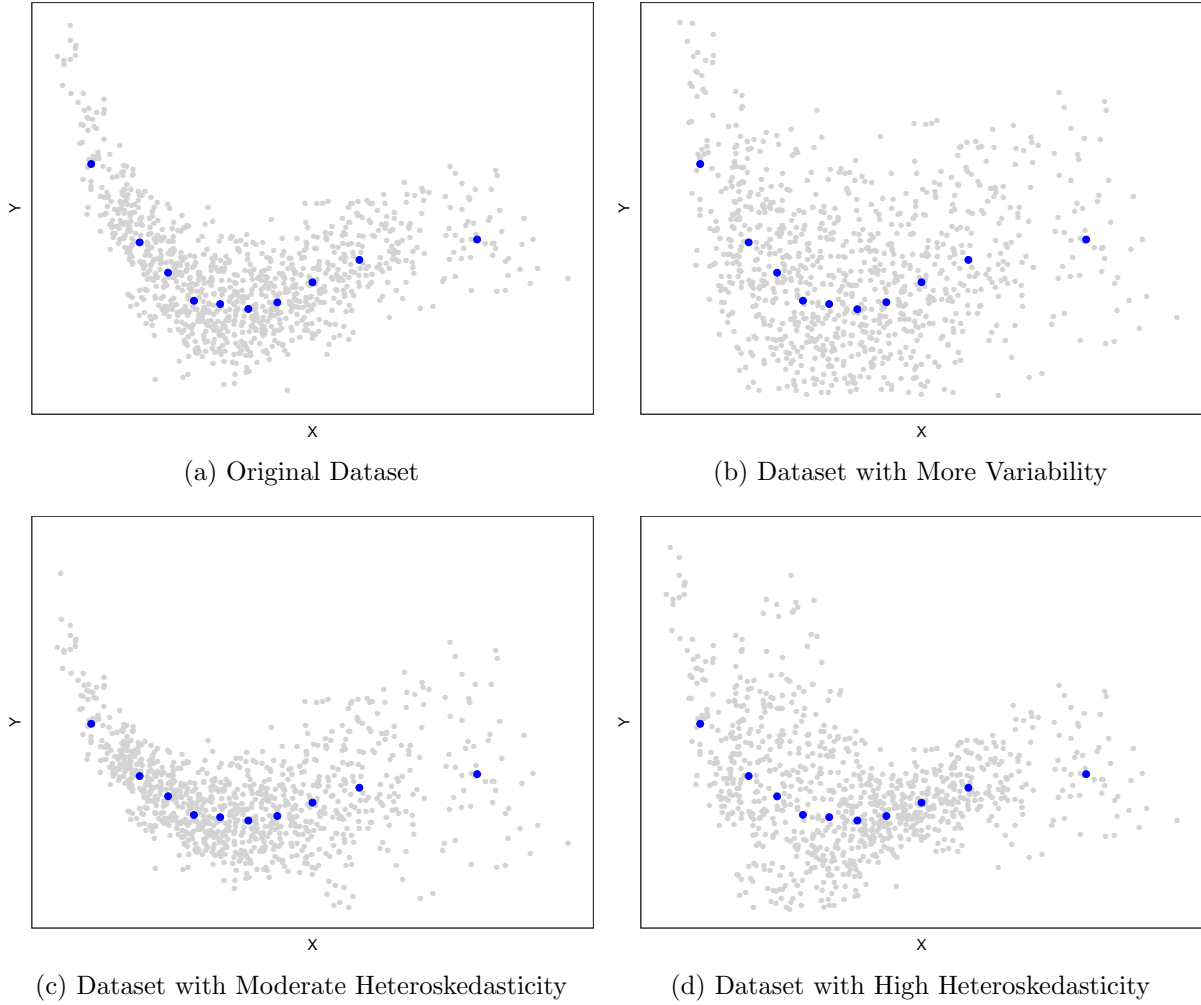 Y
X
(a) Original Dataset
Y
X
(b) Dataset with More Variability
Y
X
(c) Dataset with Moderate Heteroskedasticity
Y
X
(d) Dataset with High Heteroskedasticity